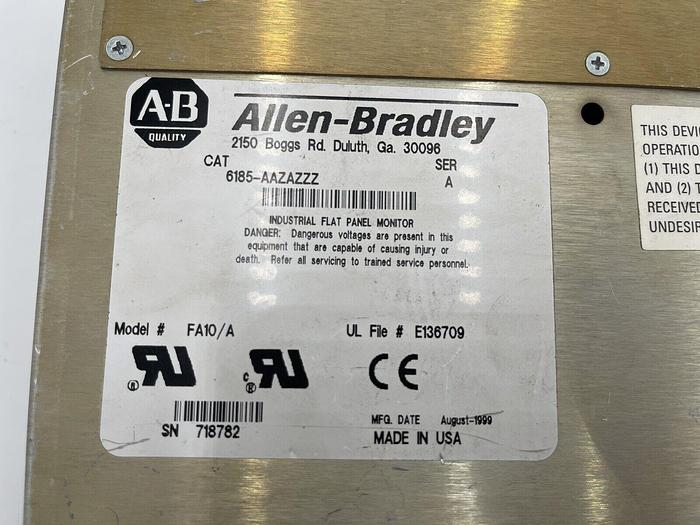 A·B
QUALITY
Allen-Bradley
2150 Boggs Rd. Duluth, Ga. 30096
CAT SER
6185-AAZAZZZ A
INDUSTRIAL FLAT PANEL MONITOR
DANGER: Dangerous voltages are present in this
equipment that are capable of causing injury or
death. Refer all servicing to trained service personnel.
Model # FA10/A UL File # E136709
CE
SN 718782
MFG. DATE August-1999
MADE IN USA
THIS DEVI
OPERATIO
(1) THIS D
AND (2) T
RECEIVED
UNDESIR